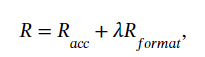 R = R_acc + λR_format,